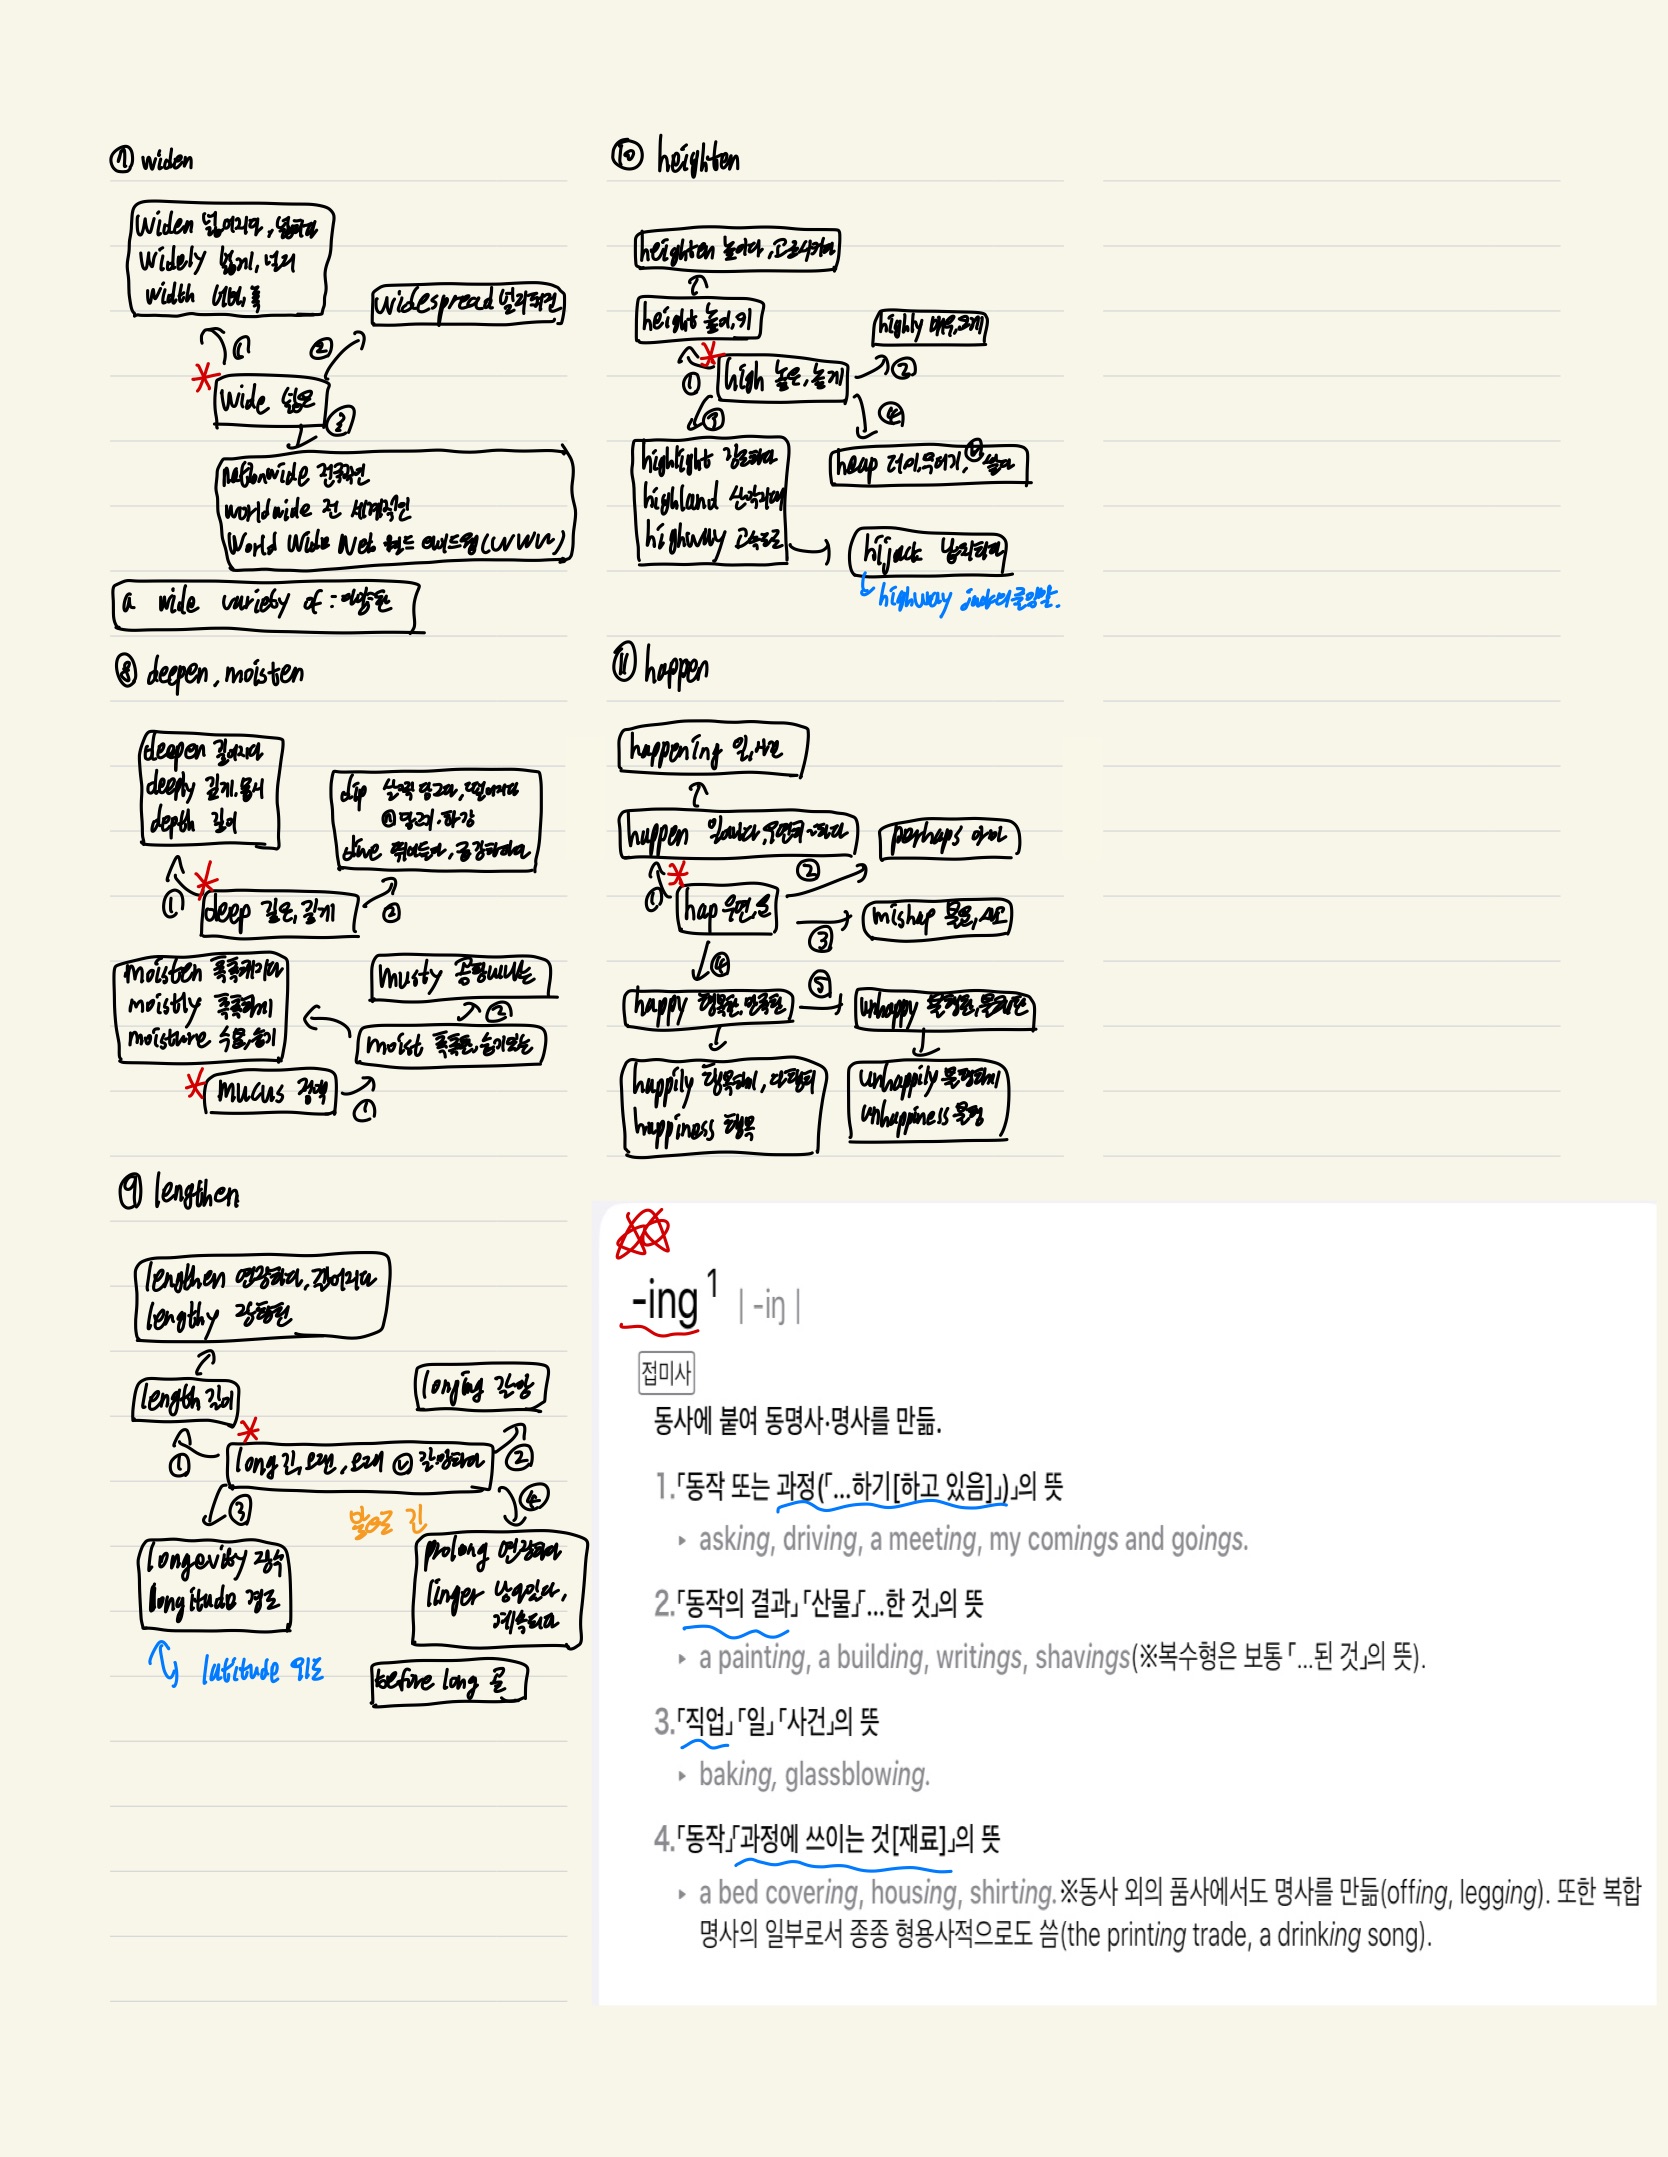 ⑦ widen
widen 넓어지다, 넓히다
widely 넓게, 널리
width 너비, 폭
widespread 널리퍼진
①
②
wide 넓은
③
nationwide 전국적인
worldwide 전 세계적인
World Wide Web 월드 와이드웹(WWW)
a wide variety of : 다양한
⑧ deepen, moisten
deepen 깊어지다
deeply 깊게, 몹시
depth 깊이
dip 살짝 담그다, 떨어지다
ⓝ 담그기·하강
dive 뛰어들다, 급강하하다
①
deep 깊은, 깊게
②
moisten 촉촉해지다
moistly 촉촉하게
moisture 수분, 습기
musty 곰팡내나는
②
moist 촉촉한, 습기있는
mucus 점액
①
⑨ lengthen
lengthen 연장하다, 길어지다
lengthy 장황한
length 길이
longing 갈망
①
long 긴, 오랜, 오래 ⓥ 갈망하다
②
③
④
longevity 장수
longitude 경도
latitude 위도
prolong 연장하다
linger 남아있다,
계속되다
before long 곧
⑩ heighten
heighten 높이다, 고조시키다
height 높이, 키
highly 매우, 크게
①
high 높은, 높게
②
③
④
highlight 강조하다
highland 산악지대
highway 고속도로
heap 더미, 무더기, ⓥ 쌓다
hijack 납치하다
highway jack의 줄임말.
⑪ happen
happening 일, 사건
happen 일어나다, 우연히 ~하다
perhaps 아마
①
②
hap 우연, 운
③
mishap 불운, 사고
④
⑤
happy 행복한, 만족한
unhappy 불행한, 불만족한
happily 행복하게, 다행히
happiness 행복
unhappily 불행하게
unhappiness 불행
-ing¹ | -iŋ |
접미사
동사에 붙여 동명사·명사를 만듦.
1.「동작 또는 과정(「…하기[하고 있음]」)」의 뜻
▸ asking, driving, a meeting, my comings and goings.
2.「동작의 결과」「산물」「…한 것」의 뜻
▸ a painting, a building, writings, shavings(※복수형은 보통 「…된 것」의 뜻).
3.「직업」「일」「사건」의 뜻
▸ baking, glassblowing.
4.「동작」「과정에 쓰이는 것[재료]」의 뜻
▸ a bed covering, housing, shirting.※동사 외의 품사에서도 명사를 만듦(offing, legging). 또한 복합
명사의 일부로서 종종 형용사적으로도 씀(the printing trade, a drinking song).